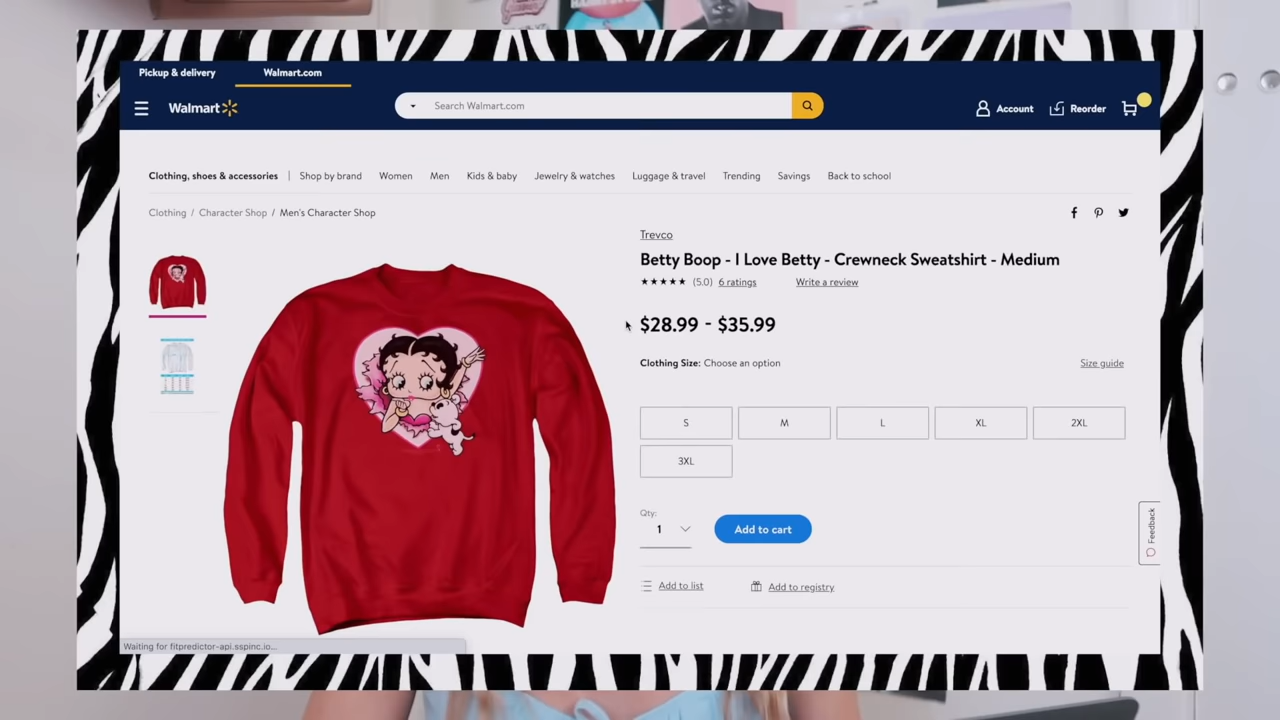 Pickup & delivery
Walmart.com
Walmart
Search Walmart.com
Account
Reorder
Clothing, shoes & accessories | Shop by brand Women Men Kids & baby Jewelry & watches Luggage & travel Trending Savings Back to school
Clothing / Character Shop / Men's Character Shop
Trevco
Betty Boop - I Love Betty - Crewneck Sweatshirt - Medium
★★★★★ (5.0) 6 ratings Write a review
$28.99 - $35.99
Clothing Size: Choose an option
Size guide
S M L XL 2XL
3XL
Qty:
1
Add to cart
Feedback
Add to list
Add to registry
Waiting for fitpredictor-api.sspinc.io...